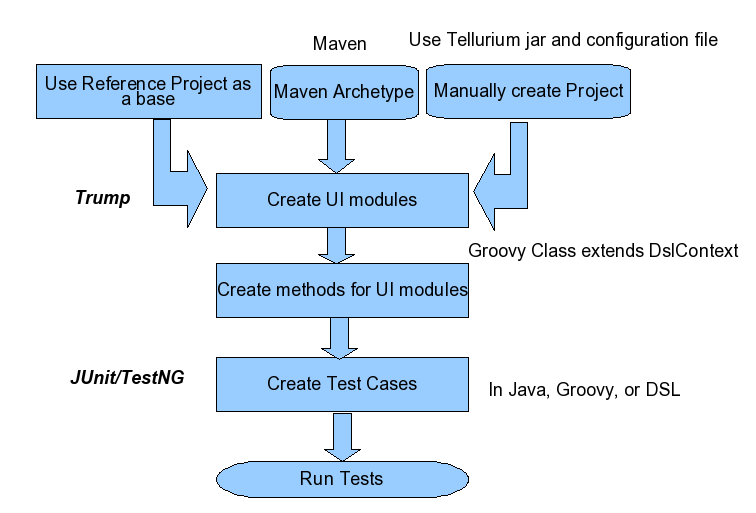 Maven
Use Tellurium jar and configuration file
Use Reference Project as
a base
Maven Archetype
Manually create Project
Trump
Create UI modules
Groovy Class extends DslContext
Create methods for UI modules
JUnit/TestNG
Create Test Cases
In Java, Groovy, or DSL
Run Tests